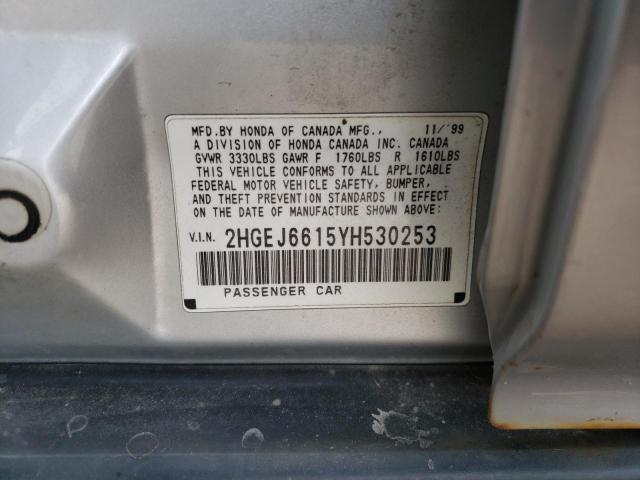 MFD.BY HONDA OF CANADA MFG., 11/'99
A DIVISION OF HONDA CANADA INC. CANADA
GVWR 3330LBS GAWR F 1760LBS R 1610LBS
THIS VEHICLE CONFORMS TO ALL APPLICABLE
FEDERAL MOTOR VEHICLE SAFETY, BUMPER,
AND THEFT PREVENTION STANDARDS IN EFFECT
ON THE DATE OF MANUFACTURE SHOWN ABOVE:
V.I.N. 2HGEJ6615YH530253
PASSENGER CAR